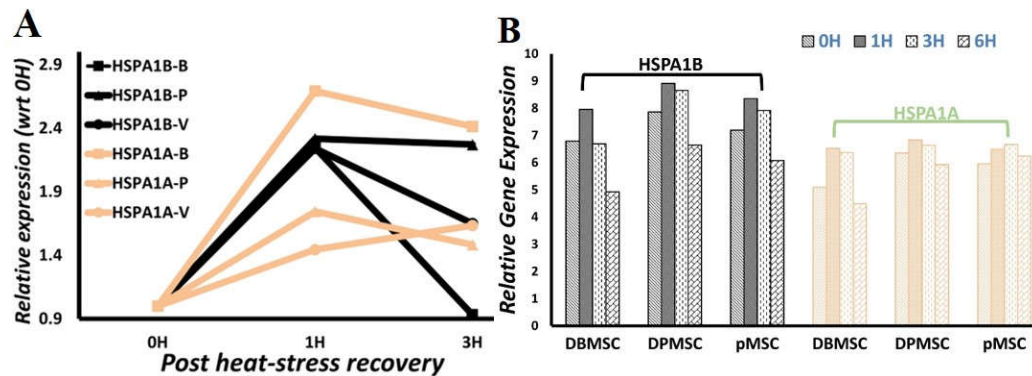 A
Relative expression (wrt 0H)
2.9
2.4
1.9
1.4
0.9
HSPA1B-B
HSPA1B-P
HSPA1B-V
HSPA1A-B
HSPA1A-P
HSPA1A-V
0H
1H
3H
Post heat-stress recovery
B
0H 1H 3H 6H
Relative Gene Expression
10
9
8
7
6
5
4
3
2
1
0
HSPA1B
HSPA1A
DBMSC DPMSC pMSC DBMSC DPMSC pMSC